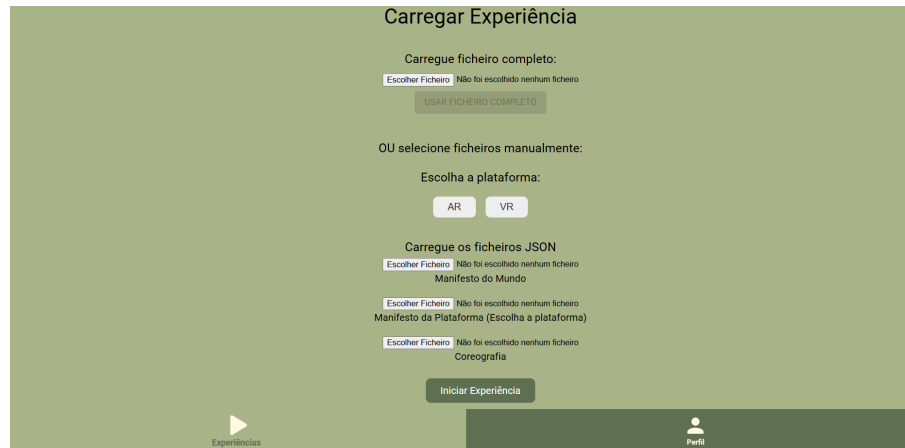 Carregar Experiência
Carregue ficheiro completo:
Escolher Ficheiro Não foi escolhido nenhum ficheiro
USAR FICHEIRO COMPLETO
OU selecione ficheiros manualmente:
Escolha a plataforma:
AR VR
Carregue os ficheiros JSON
Escolher Ficheiro Não foi escolhido nenhum ficheiro
Manifesto do Mundo
Escolher Ficheiro Não foi escolhido nenhum ficheiro
Manifesto da Plataforma (Escolha a plataforma)
Escolher Ficheiro Não foi escolhido nenhum ficheiro
Coreografia
Iniciar Experiência
Experiências Perfil